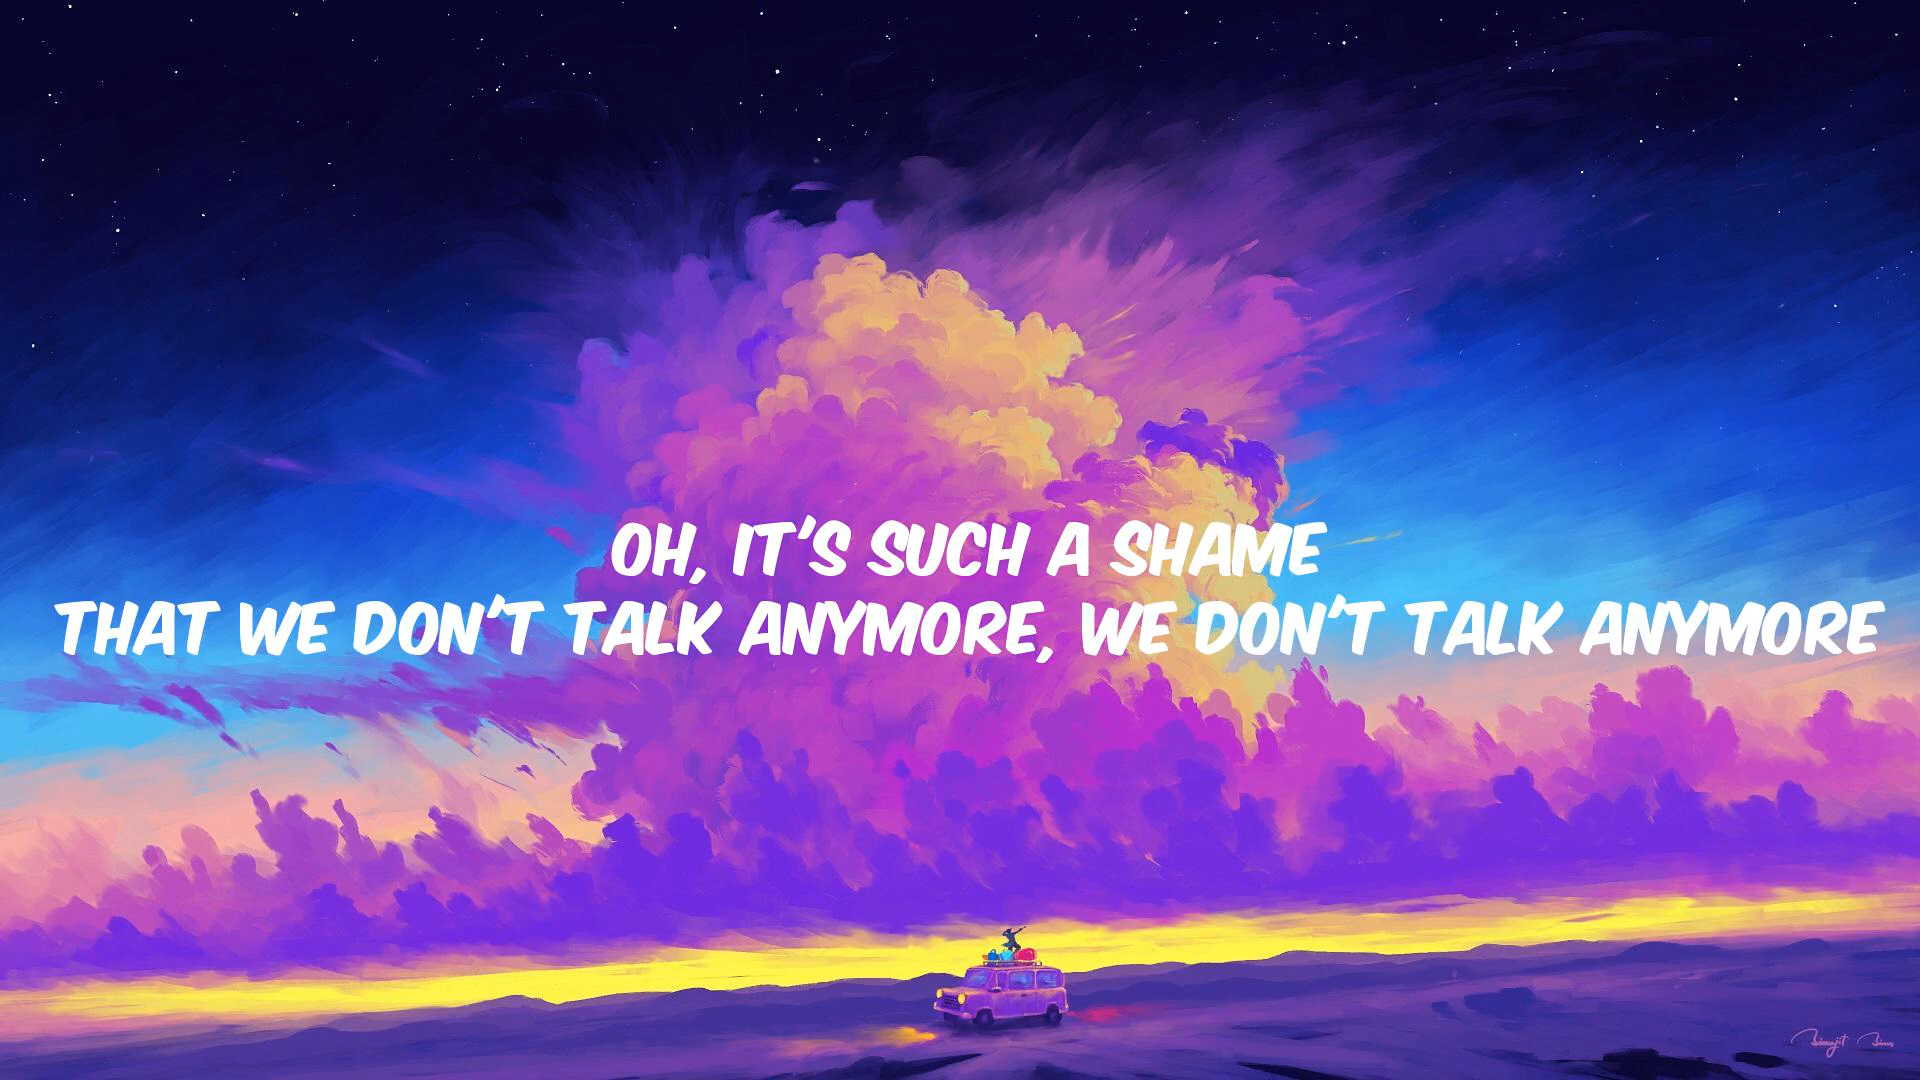 OH, IT'S SUCH A SHAME
THAT WE DON'T TALK ANYMORE, WE DON'T TALK ANYMORE